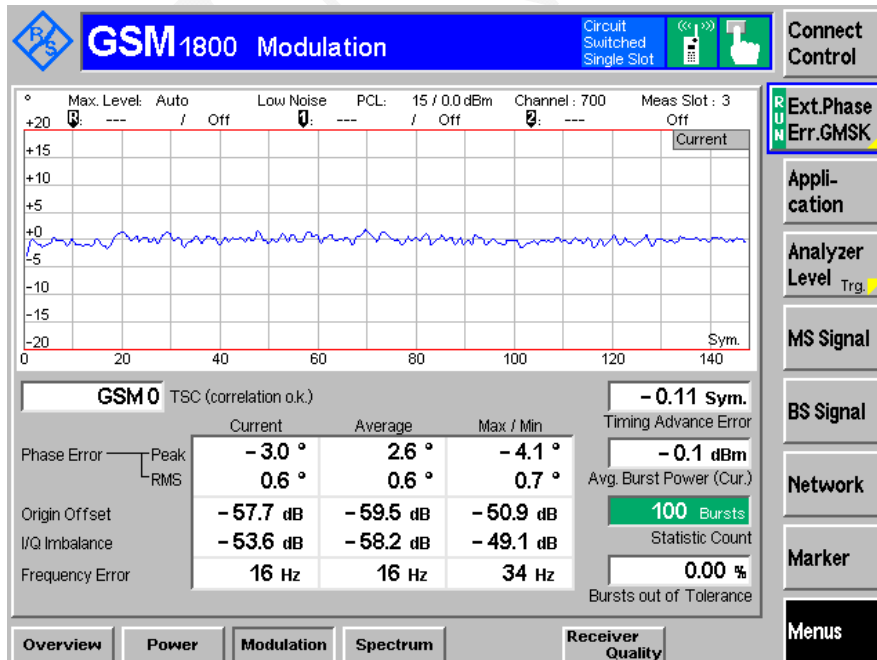 R&S
GSM 1800 Modulation
Circuit Switched Single Slot
Connect Control
° Max. Level: Auto Low Noise PCL: 15 / 0.0 dBm Channel : 700 Meas Slot : 3
R: --- / Off 1: --- / Off 2: --- Off
RUN
Ext.Phase Err.GMSK
Current
+20
+15
+10
+5
+0
-5
-10
-15
-20
Sym.
0 20 40 60 80 100 120 140
Appli-
cation
Analyzer Level Trg.
MS Signal
GSM 0 TSC (correlation o.k.)
- 0.11 Sym.
Timing Advance Error
BS Signal
Current Average Max / Min
Phase Error Peak - 3.0 ° 2.6 ° - 4.1 °
RMS 0.6 ° 0.6 ° 0.7 °
- 0.1 dBm
Avg. Burst Power (Cur.)
Network
Origin Offset - 57.7 dB - 59.5 dB - 50.9 dB
I/Q Imbalance - 53.6 dB - 58.2 dB - 49.1 dB
100 Bursts
Statistic Count
Marker
Frequency Error 16 Hz 16 Hz 34 Hz
0.00 %
Bursts out of Tolerance
Overview Power Modulation Spectrum Receiver Quality
Menus